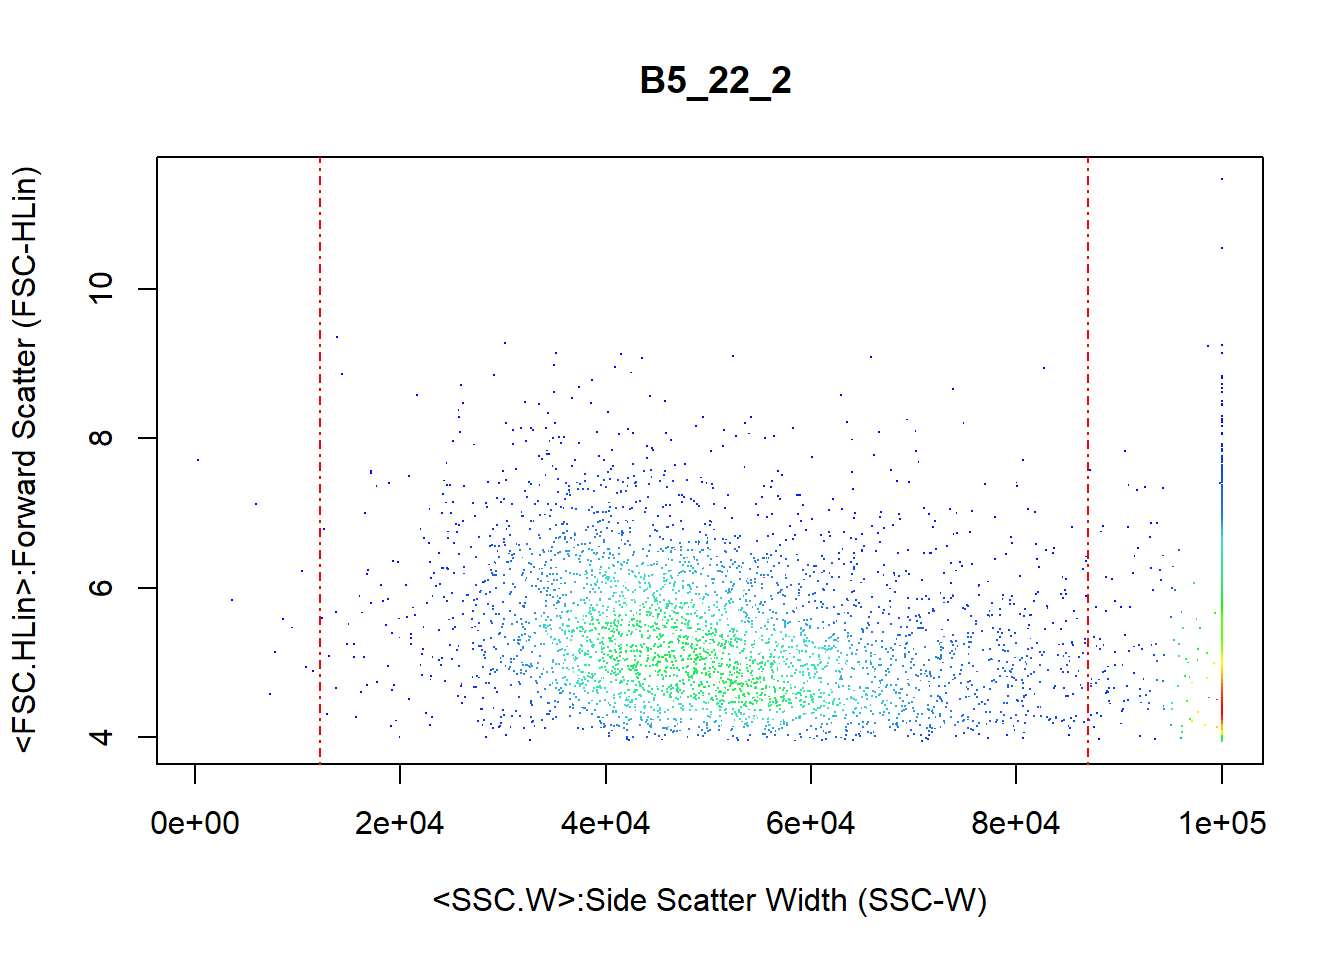 B5_22_2
<FSC.HLin>:Forward Scatter (FSC-HLin)
10
8
6
4
0e+00 2e+04 4e+04 6e+04 8e+04 1e+05
<SSC.W>:Side Scatter Width (SSC-W)